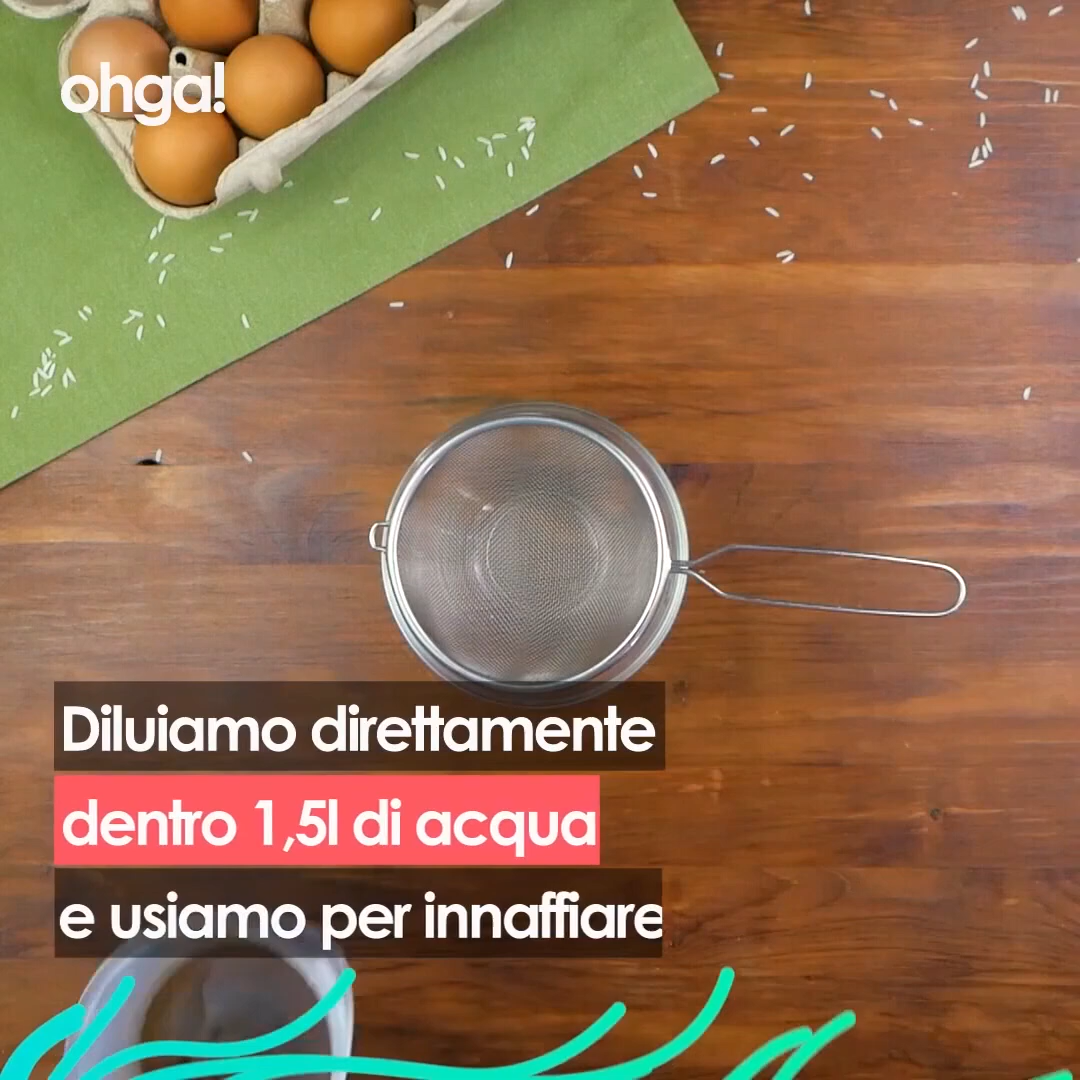 ohga!
Diluiamo direttamente
dentro 1,5l di acqua
e usiamo per innaffiare